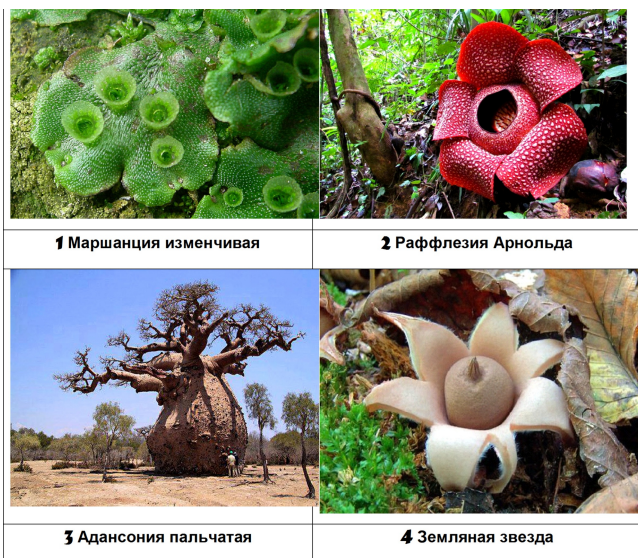 1 Маршанция изменчивая
2 Раффлезия Арнольда
3 Адансония пальчатая
4 Земляная звезда